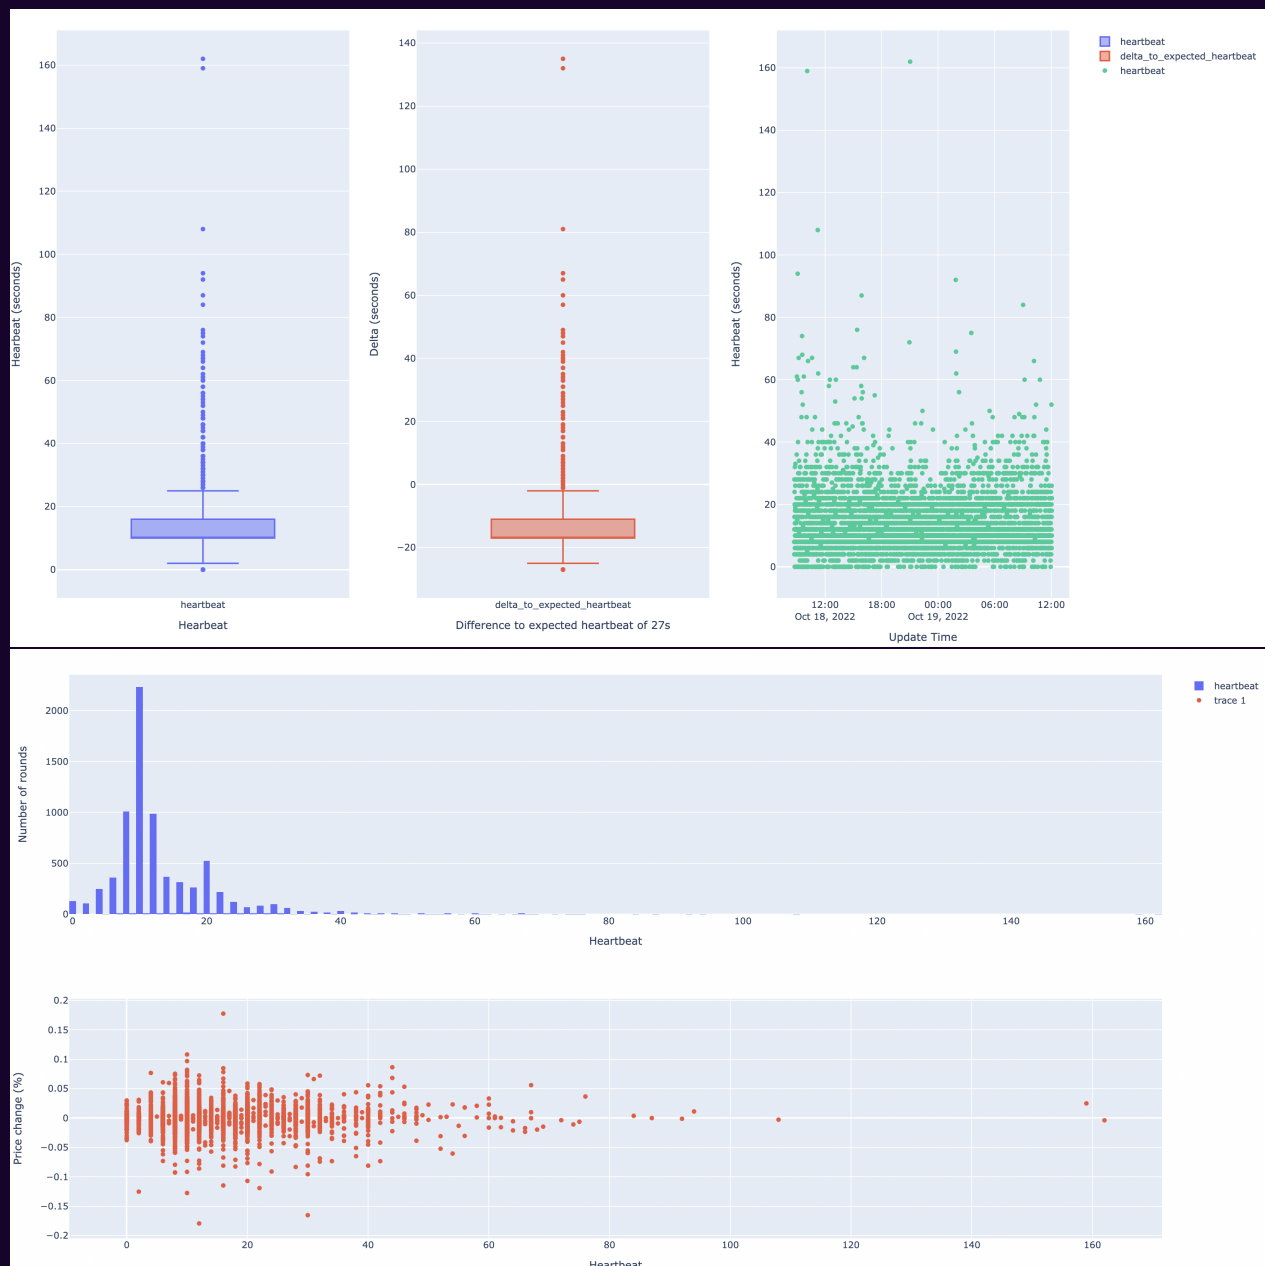 160
140
120
100
80
60
40
20
0
Hearbeat (seconds)
heartbeat
Hearbeat
140
120
100
80
60
40
20
0
−20
Delta (seconds)
delta_to_expected_heartbeat
Difference to expected heartbeat of 27s
160
140
120
100
80
60
40
20
0
Hearbeat (seconds)
12:00 18:00 00:00 06:00 12:00
Oct 18, 2022 Oct 19, 2022
Update Time
heartbeat
delta_to_expected_heartbeat
heartbeat
2000
1500
1000
500
0
Number of rounds
0 20 40 60 80 100 120 140 160
Heartbeat
heartbeat
trace 1
0.2
0.15
0.1
0.05
0
−0.05
−0.1
−0.15
−0.2
Price change (%)
0 20 40 60 80 100 120 140 160
Heartbeat